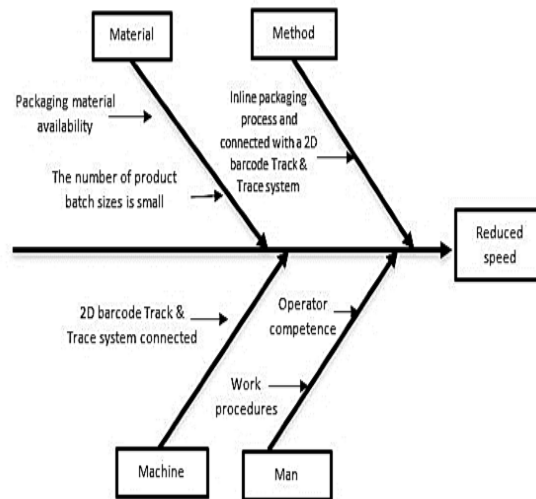 Material
Method
Packaging material
availability
The number of product
batch sizes is small
Inline packaging
process and
connected with a 2D
barcode Track &
Trace system
Reduced
speed
2D barcode Track &
Trace system connected
Operator
competence
Work
procedures
Machine
Man